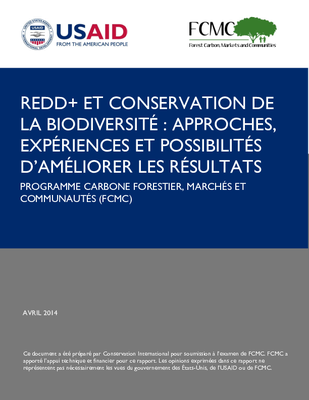 USAID
FROM THE AMERICAN PEOPLE
FCMC
Forest Carbon, Markets and Communities
REDD+ ET CONSERVATION DE
LA BIODIVERSITÉ : APPROCHES,
EXPÉRIENCES ET POSSIBILITÉS
D'AMÉLIORER LES RÉSULTATS
PROGRAMME CARBONE FORESTIER, MARCHÉS ET
COMMUNAUTÉS (FCMC)
AVRIL 2014
Ce document a été préparé par Conservation International pour soumission à l'examen de FCMC. FCMC a
apporté l'appui technique et financier pour ce rapport. Les opinions exprimées dans ce rapport ne
représentent pas nécessairement les vues du gouvernement des États-Unis, de l'USAID ou de FCMC.